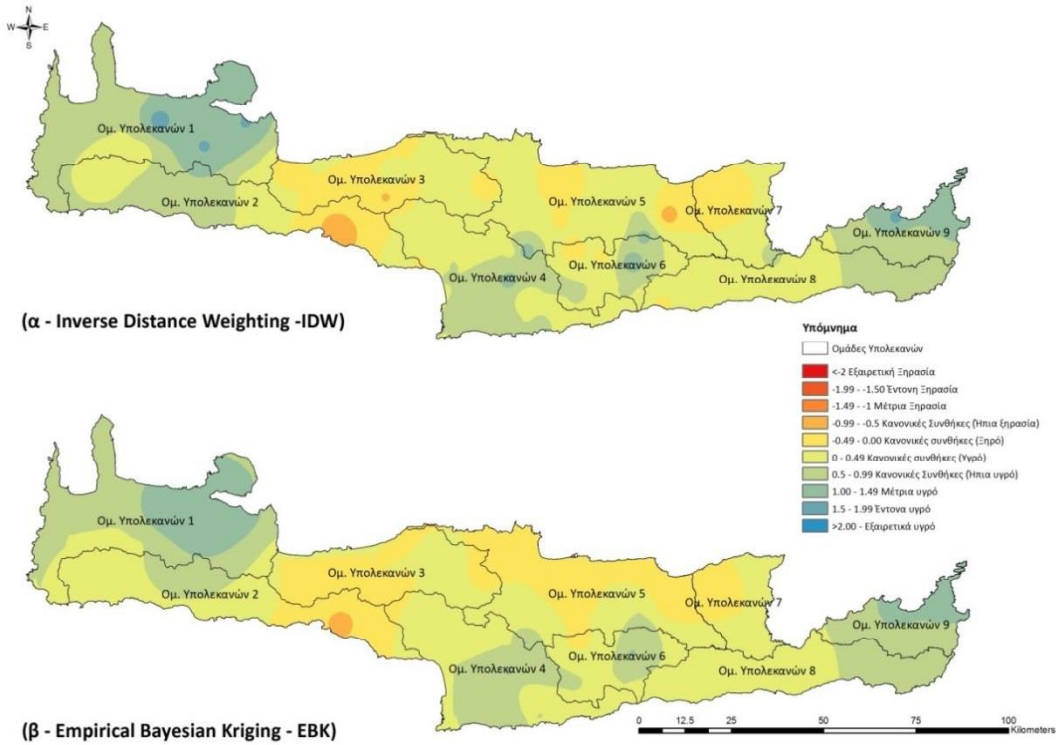 N
W E
S
Ομ. Υπολεκανών 1
Ομ. Υπολεκανών 2
Ομ. Υπολεκανών 3
Ομ. Υπολεκανών 4
Ομ. Υπολεκανών 5
Ομ. Υπολεκανών 6
Ομ. Υπολεκανών 7
Ομ. Υπολεκανών 8
Ομ. Υπολεκανών 9
(α - Inverse Distance Weighting -IDW)
Υπόμνημα
Ομάδες Υπολεκανών
<-2 Εξαιρετική Ξηρασία
-1.99 - -1.50 Έντονη Ξηρασία
-1.49 - -1 Μέτρια Ξηρασία
-0.99 - -0.5 Κανονικές Συνθήκες (Ήπια ξηρασία)
-0.49 - 0.00 Κανονικές συνθήκες (Ξηρό)
0 - 0.49 Κανονικές συνθήκες (Υγρό)
0.5 - 0.99 Κανονικές Συνθήκες (Ήπια υγρό)
1.00 - 1.49 Μέτρια υγρό
1.5 - 1.99 Έντονα υγρό
>2.00 - Εξαιρετικά υγρό
Ομ. Υπολεκανών 1
Ομ. Υπολεκανών 2
Ομ. Υπολεκανών 3
Ομ. Υπολεκανών 4
Ομ. Υπολεκανών 5
Ομ. Υπολεκανών 6
Ομ. Υπολεκανών 7
Ομ. Υπολεκανών 8
Ομ. Υπολεκανών 9
(β - Empirical Bayesian Kriging - EBK)
0 12.5 25 50 75 100
Kilometers